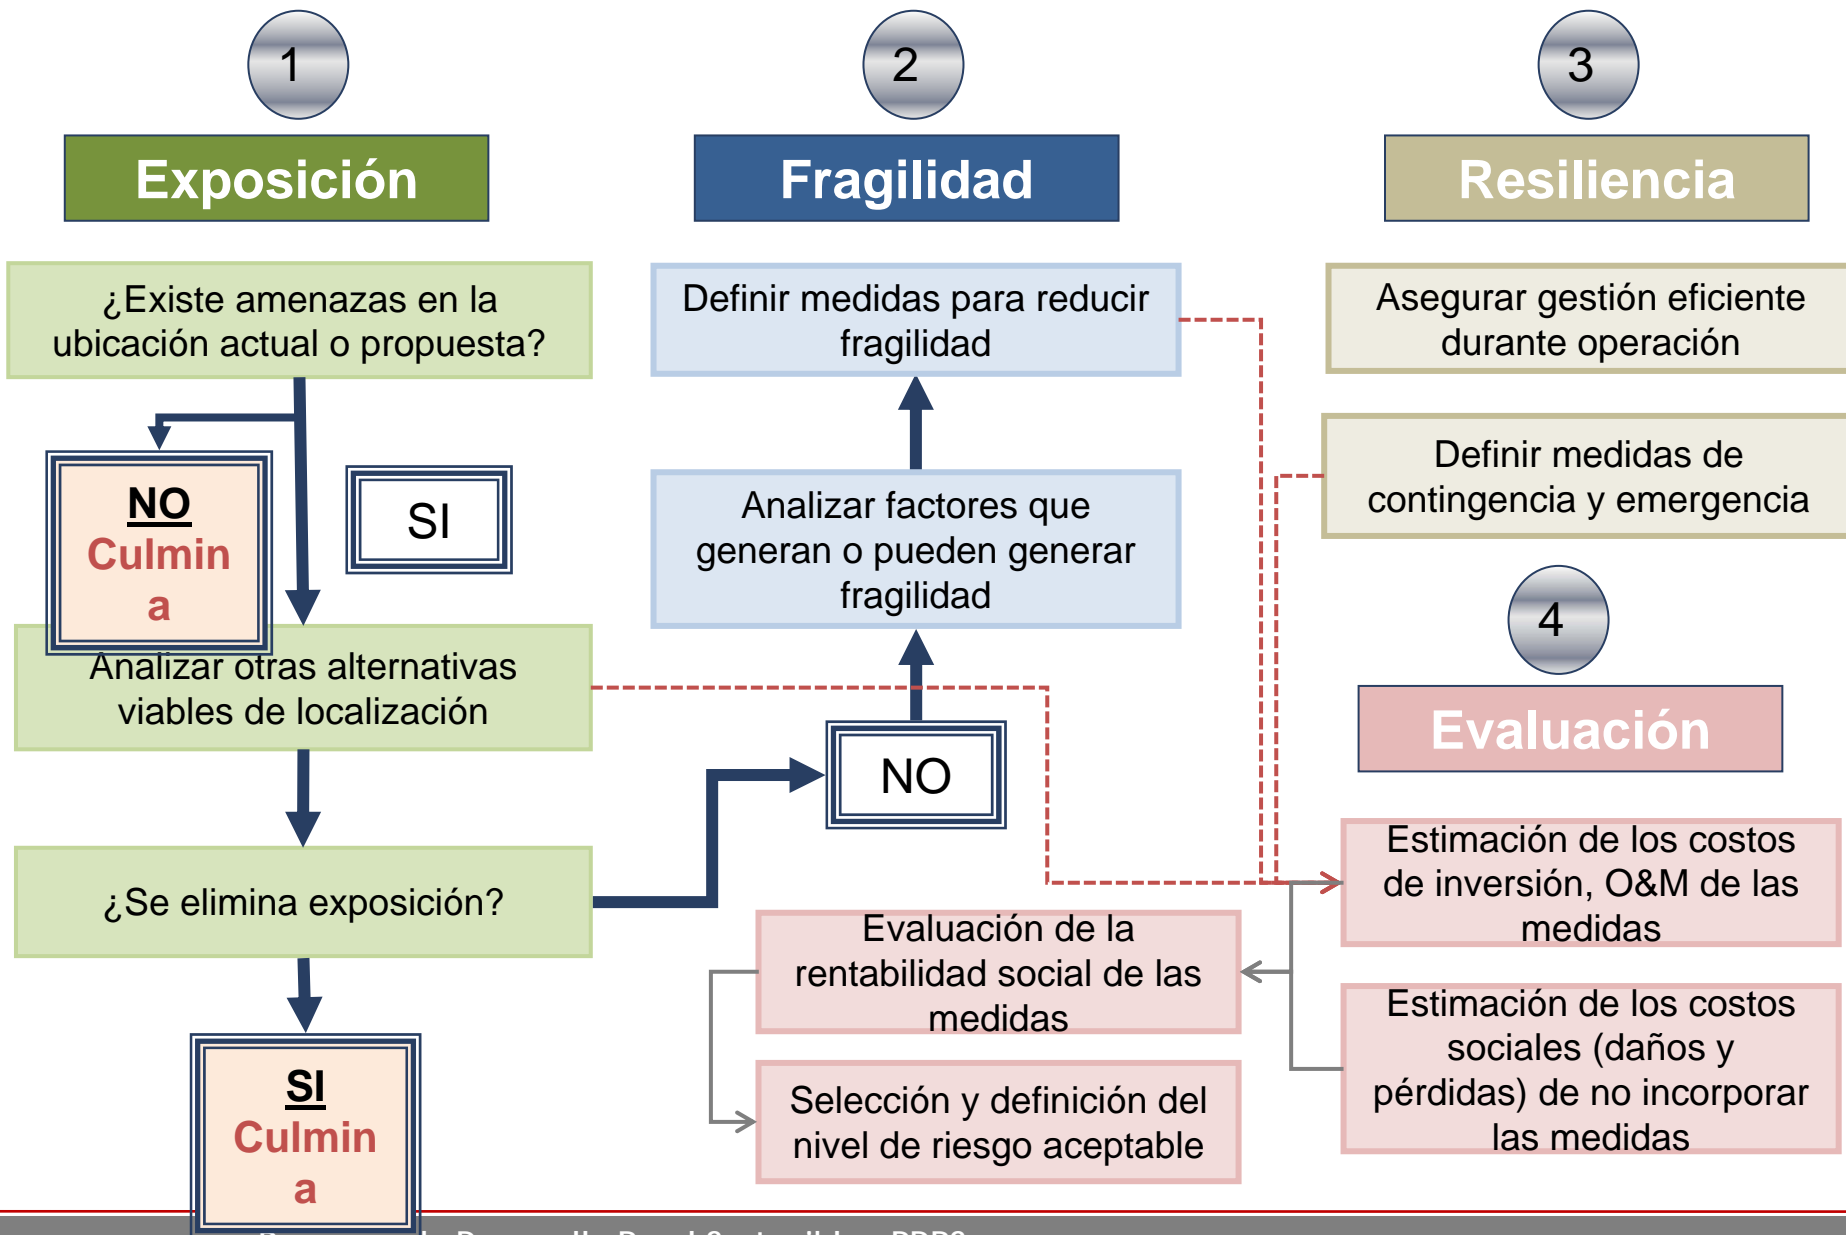 1
Exposición
¿Existe amenazas en la
ubicación actual o propuesta?
NO
Culmin
a
SI
Analizar otras alternativas
viables de localización
¿Se elimina exposición?
SI
Culmin
a
2
Fragilidad
Definir medidas para reducir
fragilidad
Analizar factores que
generan o pueden generar
fragilidad
NO
3
Resiliencia
Asegurar gestión eficiente
durante operación
Definir medidas de
contingencia y emergencia
4
Evaluación
Estimación de los costos
de inversión, O&M de las
medidas
Estimación de los costos
sociales (daños y
pérdidas) de no incorporar
las medidas
Evaluación de la
rentabilidad social de las
medidas
Selección y definición del
nivel de riesgo aceptable